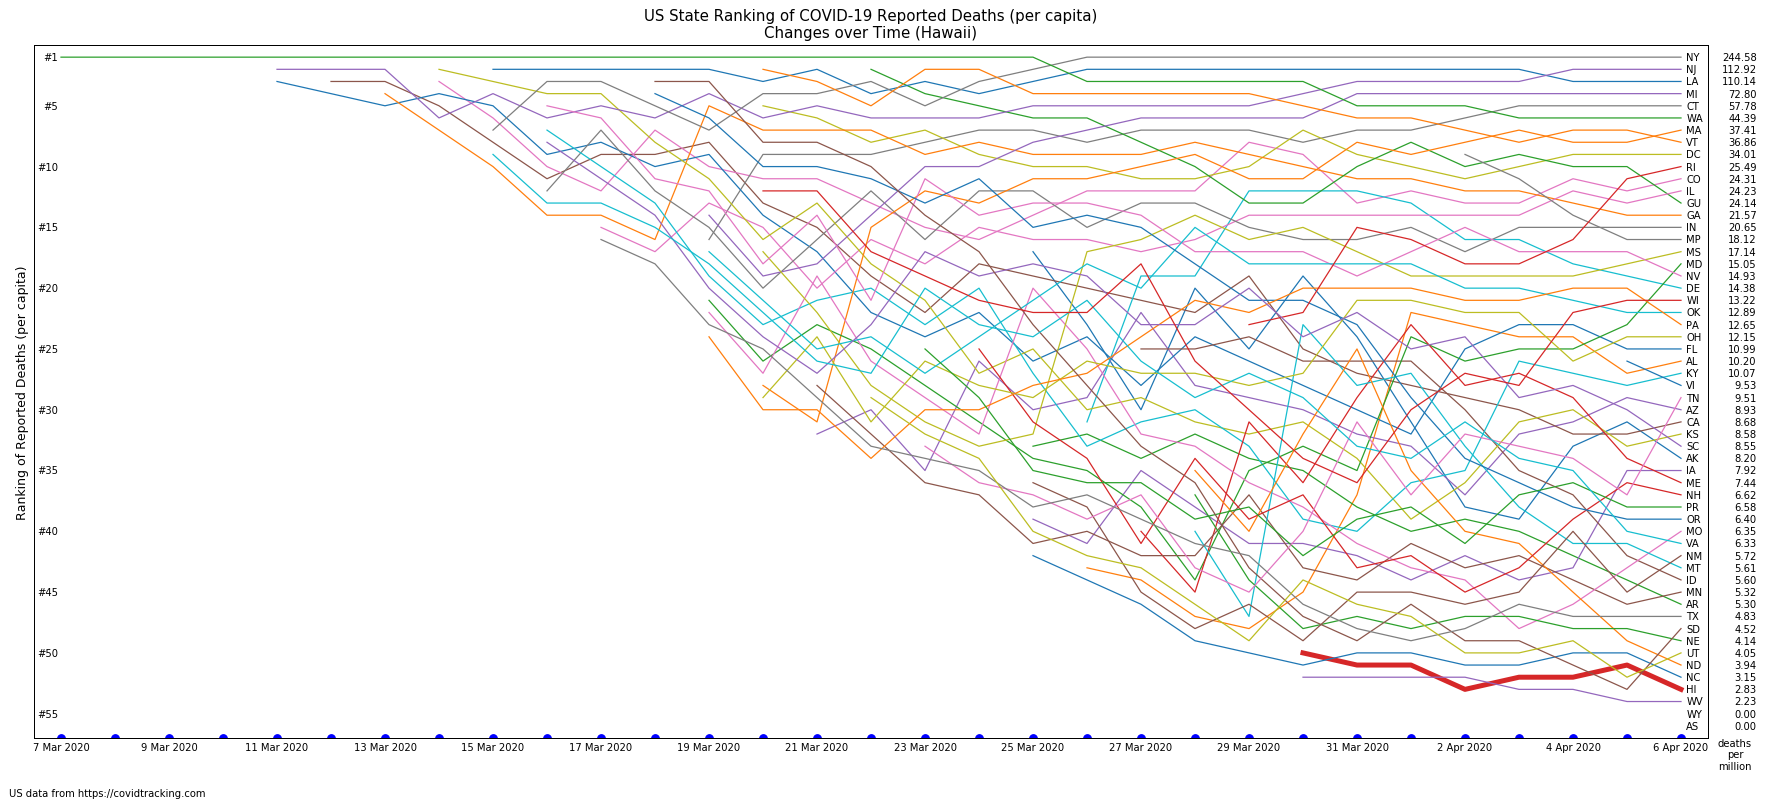 US State Ranking of COVID-19 Reported Deaths (per capita)
Changes over Time (Hawaii)
Ranking of Reported Deaths (per capita)
#1
#5
#10
#15
#20
#25
#30
#35
#40
#45
#50
#55
NY 244.58
NJ 112.92
LA 110.14
MI 72.80
CT 57.78
WA 44.39
MA 37.41
VT 36.86
DC 34.01
RI 25.49
CO 24.31
IL 24.23
GU 24.14
GA 21.57
IN 20.65
MP 18.12
MS 17.14
MD 15.05
NV 14.93
DE 14.38
WI 13.22
OK 12.89
PA 12.65
OH 12.15
FL 10.99
AL 10.20
KY 10.07
VI 9.53
TN 9.51
AZ 8.93
CA 8.68
KS 8.58
SC 8.55
AK 8.20
IA 7.92
ME 7.44
NH 6.62
PR 6.58
OR 6.40
MO 6.35
VA 6.33
NM 5.72
MT 5.61
ID 5.60
MN 5.32
AR 5.30
TX 4.83
SD 4.52
NE 4.14
UT 4.05
ND 3.94
NC 3.15
HI 2.83
WV 2.23
WY 0.00
AS 0.00
7 Mar 2020 9 Mar 2020 11 Mar 2020 13 Mar 2020 15 Mar 2020 17 Mar 2020 19 Mar 2020 21 Mar 2020 23 Mar 2020 25 Mar 2020 27 Mar 2020 29 Mar 2020 31 Mar 2020 2 Apr 2020 4 Apr 2020 6 Apr 2020
deaths
per
million
US data from https://covidtracking.com